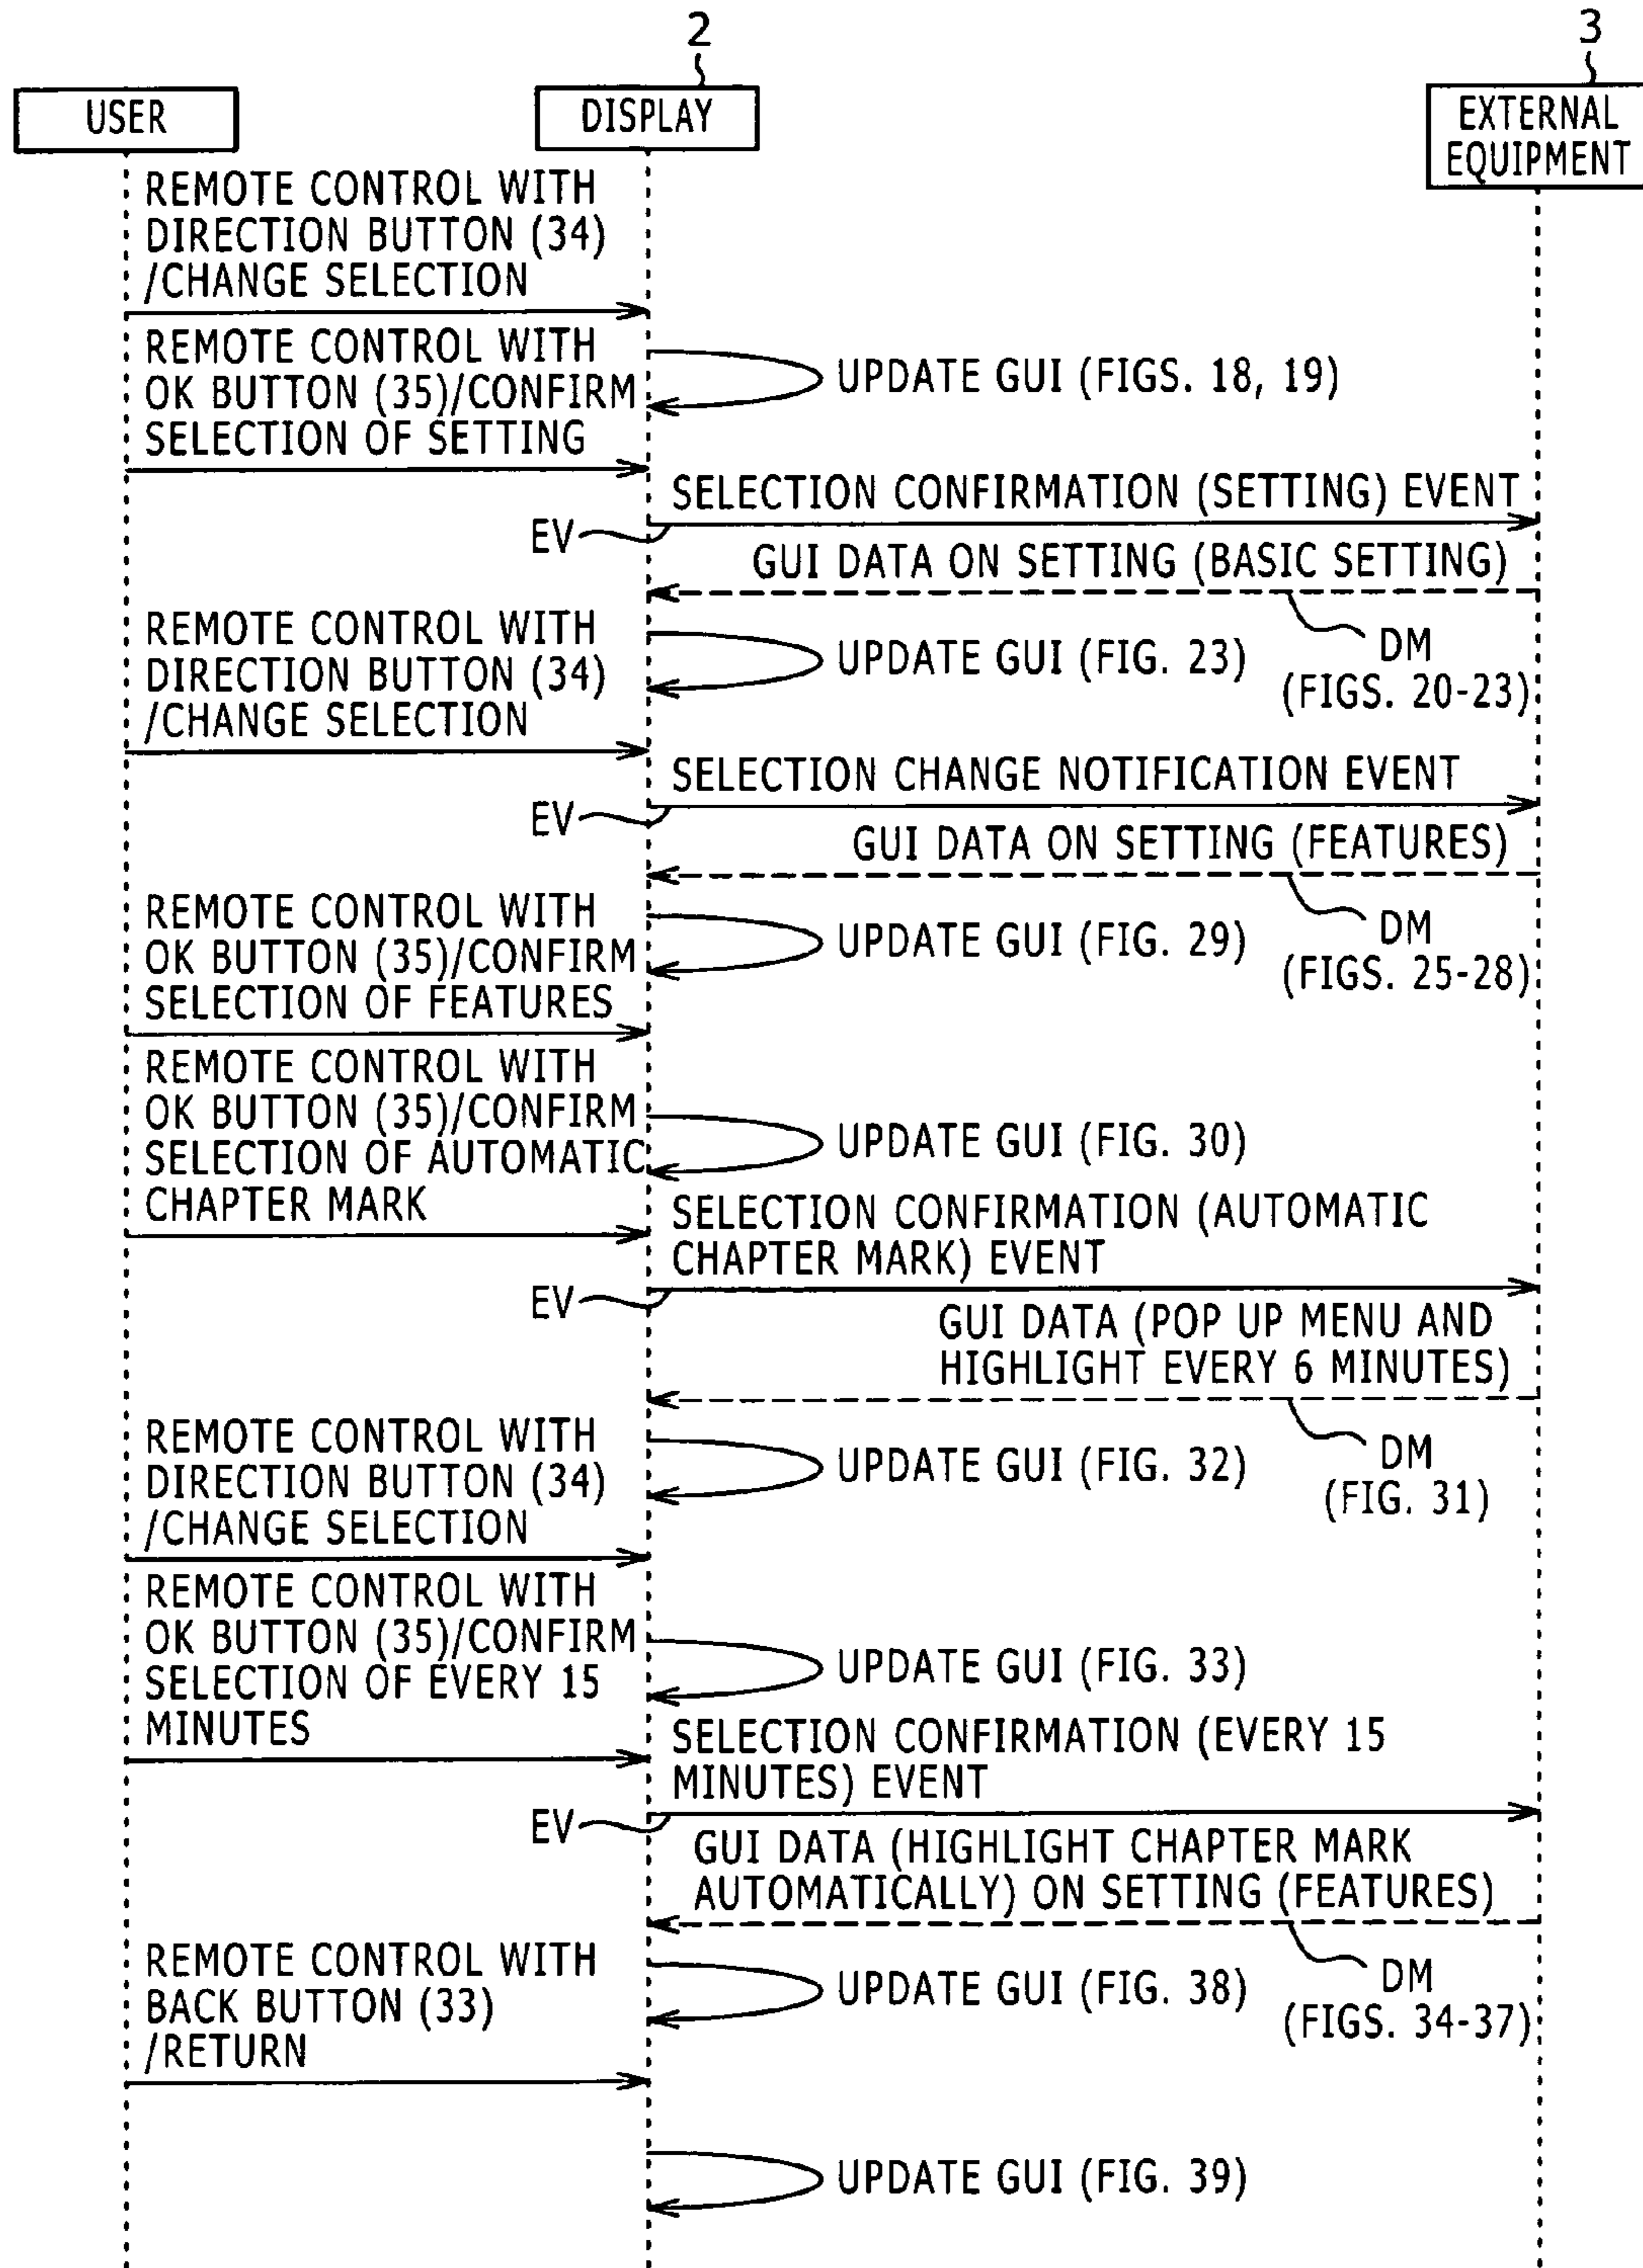 2
3
USER
DISPLAY
EXTERNAL
EQUIPMENT
REMOTE CONTROL WITH
DIRECTION BUTTON (34)
/CHANGE SELECTION
REMOTE CONTROL WITH
OK BUTTON (35)/CONFIRM
SELECTION OF SETTING
UPDATE GUI (FIGS. 18, 19)
SELECTION CONFIRMATION (SETTING) EVENT
EV
GUI DATA ON SETTING (BASIC SETTING)
DM
(FIGS. 20-23)
REMOTE CONTROL WITH
DIRECTION BUTTON (34)
/CHANGE SELECTION
UPDATE GUI (FIG. 23)
SELECTION CHANGE NOTIFICATION EVENT
EV
GUI DATA ON SETTING (FEATURES)
DM
(FIGS. 25-28)
REMOTE CONTROL WITH
OK BUTTON (35)/CONFIRM
SELECTION OF FEATURES
UPDATE GUI (FIG. 29)
REMOTE CONTROL WITH
OK BUTTON (35)/CONFIRM
SELECTION OF AUTOMATIC
CHAPTER MARK
UPDATE GUI (FIG. 30)
SELECTION CONFIRMATION (AUTOMATIC
CHAPTER MARK) EVENT
EV
GUI DATA (POP UP MENU AND
HIGHLIGHT EVERY 6 MINUTES)
DM
(FIG. 31)
REMOTE CONTROL WITH
DIRECTION BUTTON (34)
/CHANGE SELECTION
UPDATE GUI (FIG. 32)
REMOTE CONTROL WITH
OK BUTTON (35)/CONFIRM
SELECTION OF EVERY 15
MINUTES
UPDATE GUI (FIG. 33)
SELECTION CONFIRMATION (EVERY 15
MINUTES) EVENT
EV
GUI DATA (HIGHLIGHT CHAPTER MARK
AUTOMATICALLY) ON SETTING (FEATURES)
DM
(FIGS. 34-37)
REMOTE CONTROL WITH
BACK BUTTON (33)
/RETURN
UPDATE GUI (FIG. 38)
UPDATE GUI (FIG. 39)